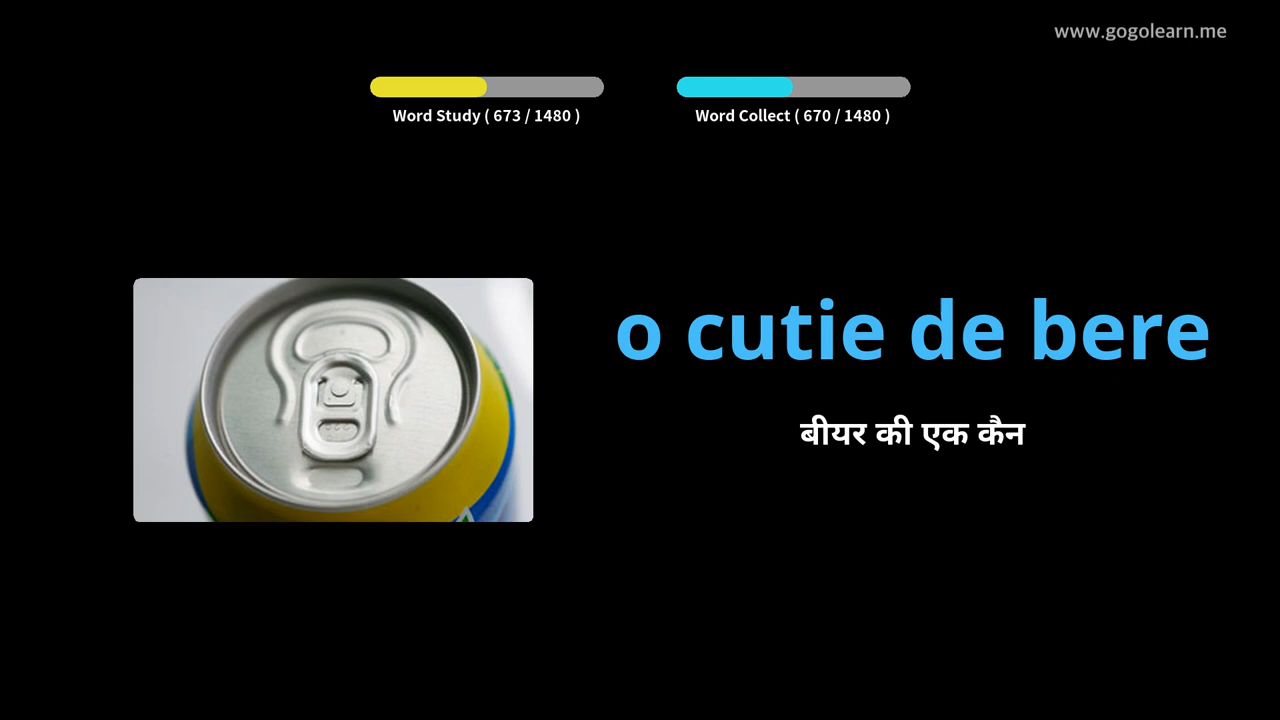 www.gogolearn.me
Word Study ( 673 / 1480 )
Word Collect ( 670 / 1480 )
o cutie de bere
बीयर की एक कैन